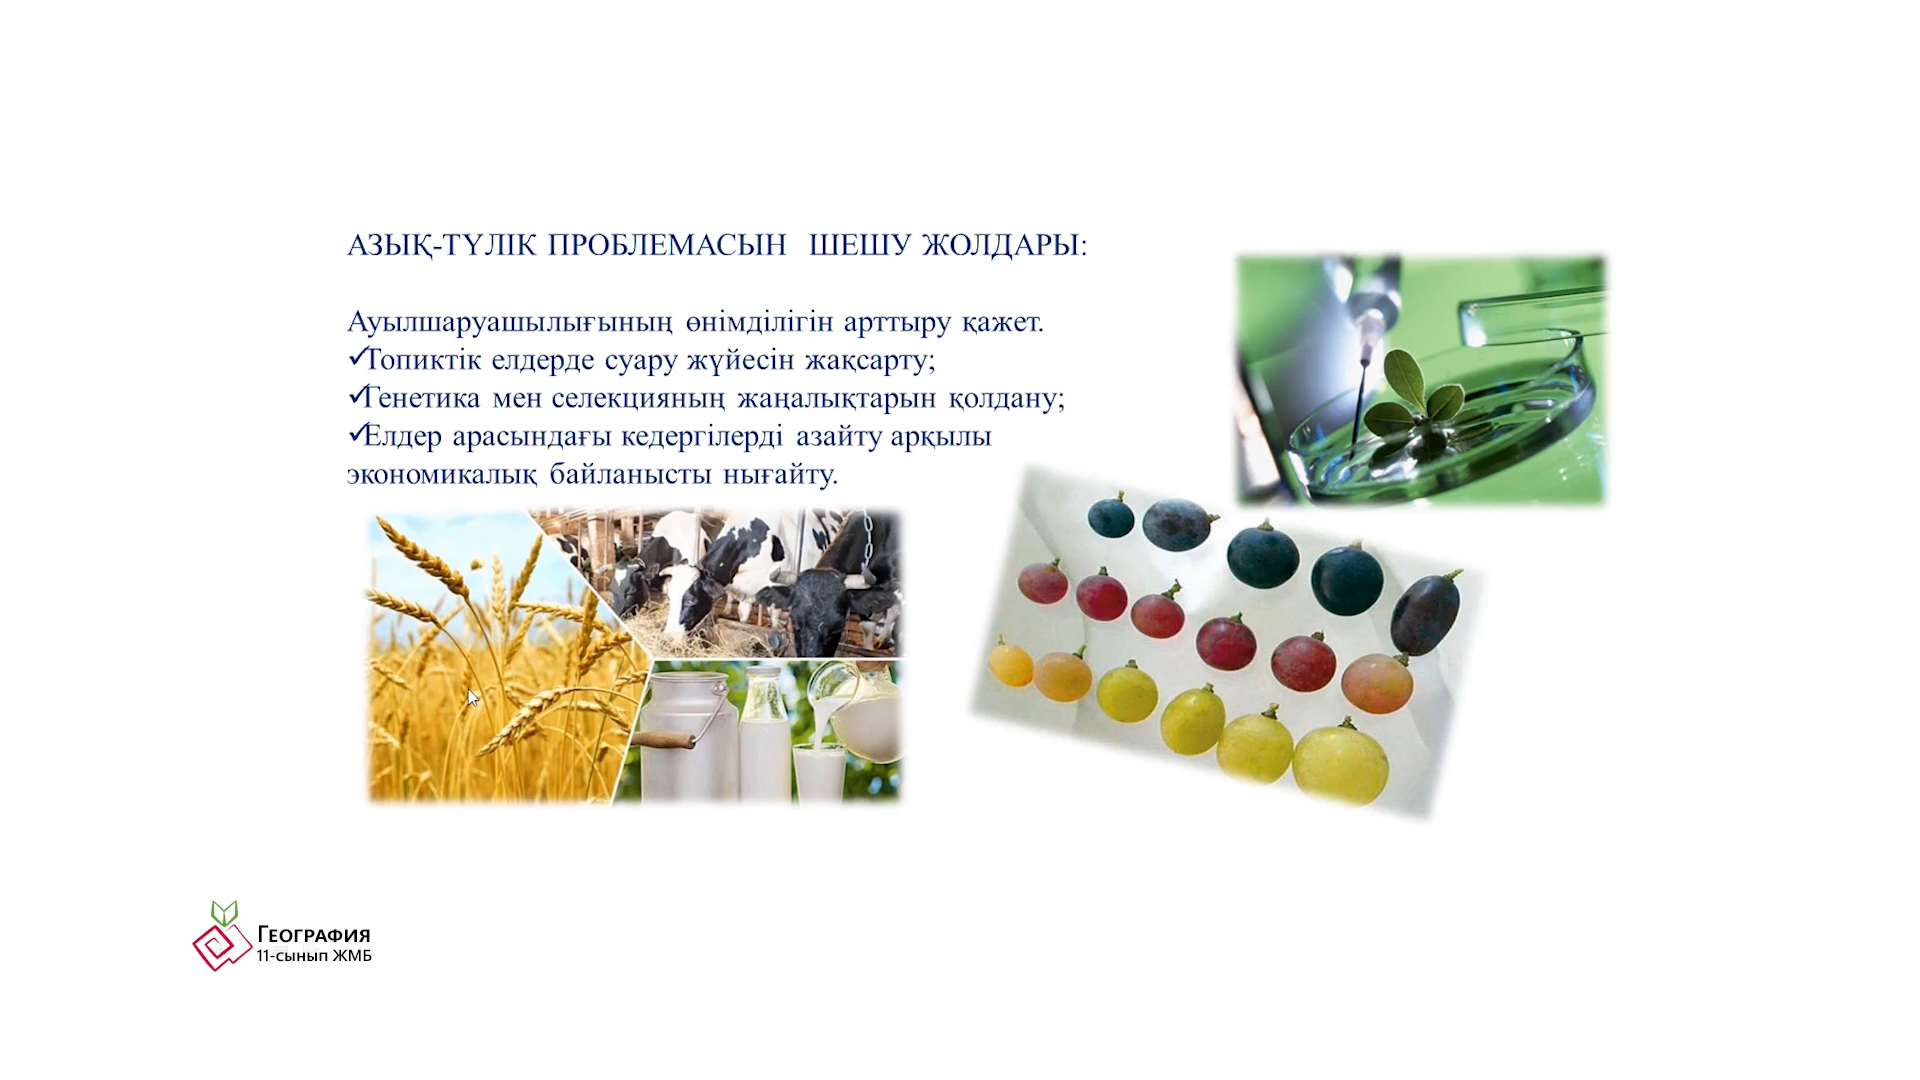 АЗЫҚ-ТҮЛІК ПРОБЛЕМАСЫН ШЕШУ ЖОЛДАРЫ:
Ауылшаруашылығының өнімділігін арттыру қажет.
✓Топиктік елдерде суару жүйесін жақсарту;
✓Генетика мен селекцияның жаңалықтарын қолдану;
✓Елдер арасындағы кедергілерді азайту арқылы
экономикалық байланысты нығайту.
ГЕОГРАФИЯ
11-сынып ЖМБ